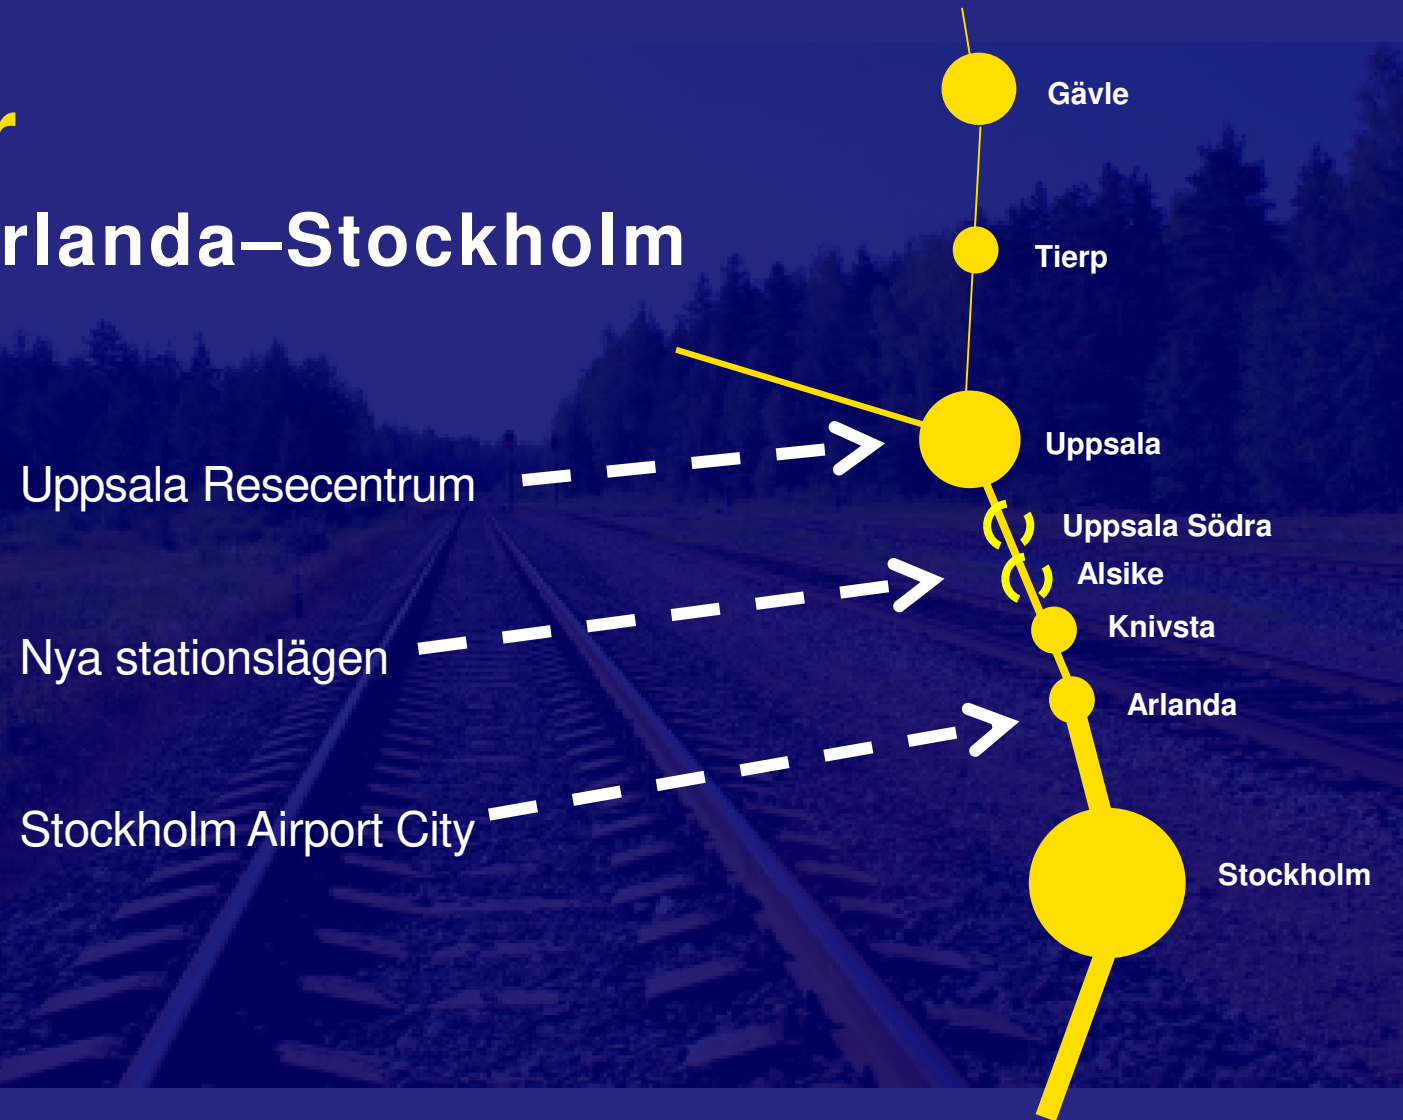 r
rlanda–Stockholm
Gävle
Tierp
Uppsala
Uppsala Resecentrum
Uppsala Södra
Alsike
Knivsta
Nya stationslägen
Arlanda
Stockholm Airport City
Stockholm